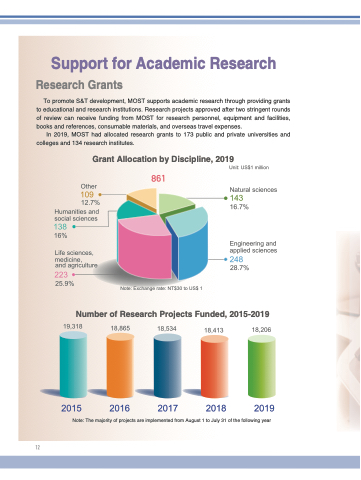 Support for Academic Research
Research Grants
To promote S&T development, MOST supports academic research through providing grants
to educational and research institutions. Research projects approved after two stringent rounds
of review can receive funding from MOST for research personnel, equipment and facilities,
books and references, consumable materials, and overseas travel expenses.
In 2019, MOST had allocated research grants to 173 public and private universities and
colleges and 134 research institutes.
Grant Allocation by Discipline, 2019
Unit: US$1 million
861
Other
109
12.7%
Natural sciences
143
16.7%
Humanities and
social sciences
138
16%
Engineering and
applied sciences
248
28.7%
Life sciences,
medicine,
and agriculture
223
25.9%
Note: Exchange rate: NT$30 to US$ 1
Number of Research Projects Funded, 2015-2019
19,318
18,865
18,534
18,413
18,206
2015
2016
2017
2018
2019
Note: The majority of projects are implemented from August 1 to July 31 of the following year